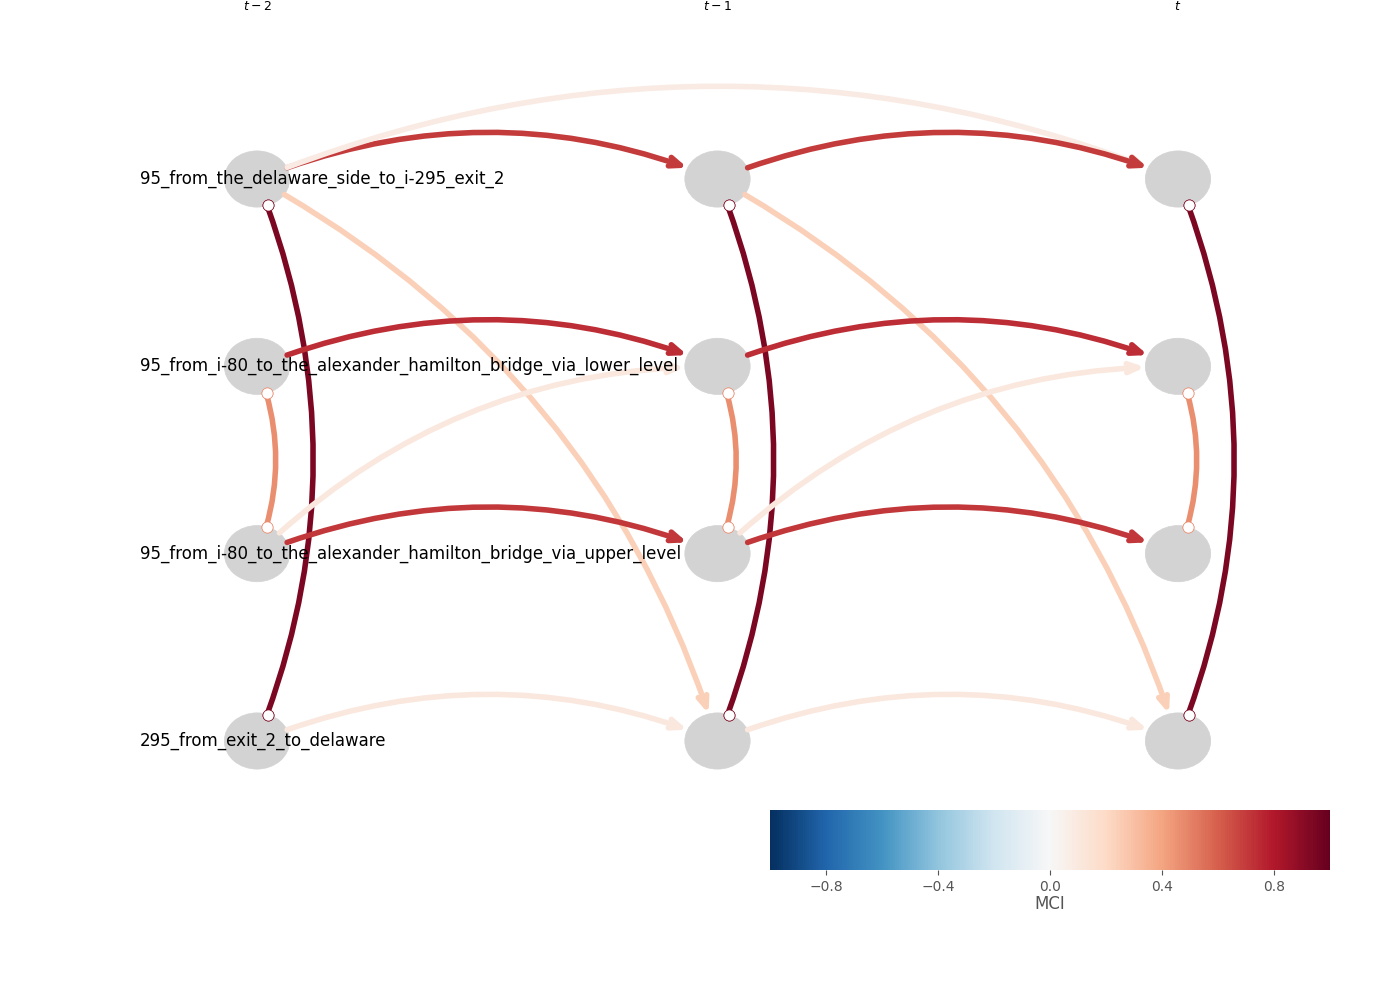 t − 2 t − 1 t
95_from_the_delaware_side_to_i-295_exit_2
95_from_i-80_to_the_alexander_hamilton_bridge_via_lower_level
95_from_i-80_to_the_alexander_hamilton_bridge_via_upper_level
295_from_exit_2_to_delaware
−0.8 −0.4 0.0 0.4 0.8
MCI